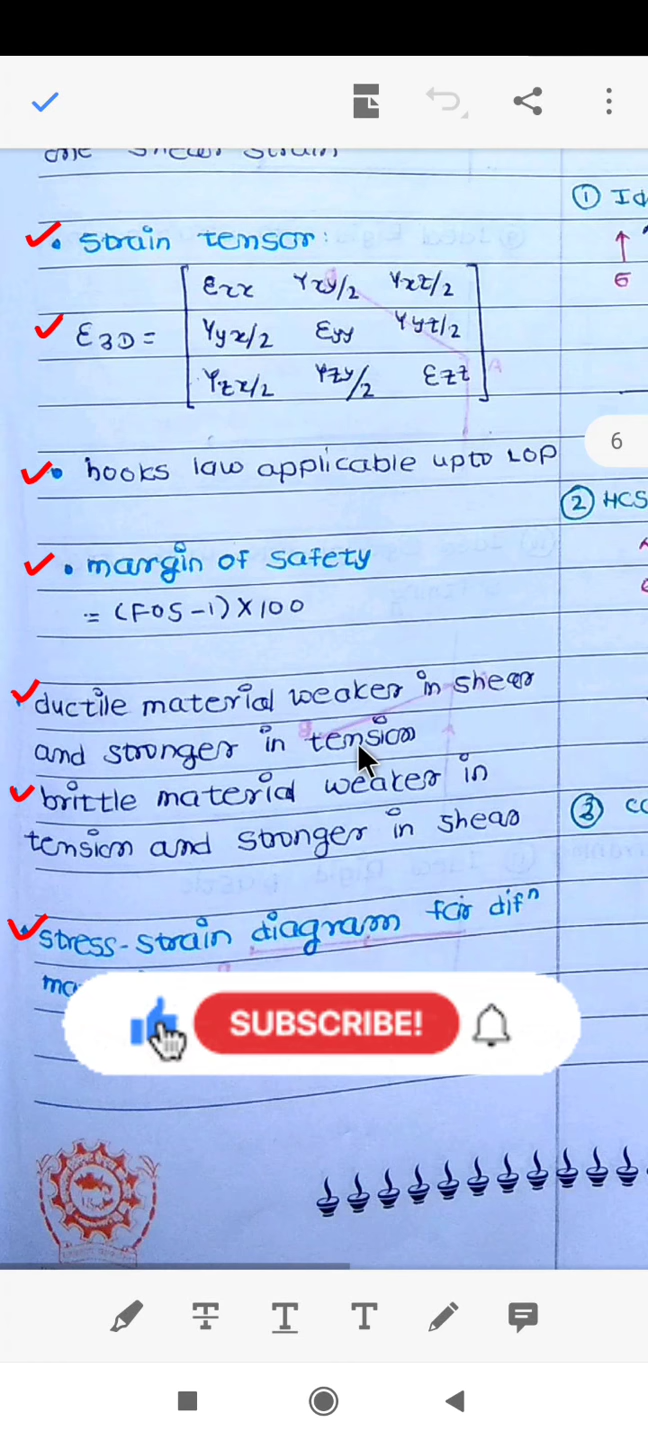 one shear strain
• strain tensor:
ε3D = [ εxx γxy/2 γxz/2
γyx/2 εyy γyz/2
γzx/2 γzy/2 εzz ]
• hooks law applicable upto LOP
• margin of safety
= (FOS-1)×100
ductile material weaker in shear
and stronger in tension
brittle material weaker in
tension and stronger in shear
stress-strain diagram for difⁿ
① Id
σ
6
② HCS
③
SUBSCRIBE!